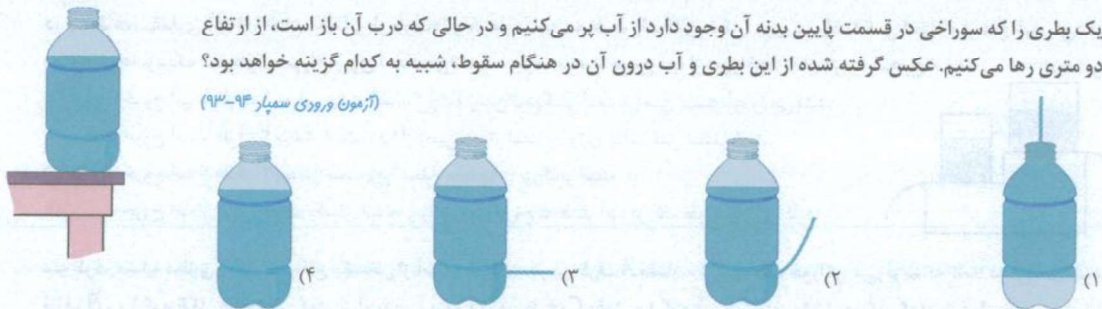 یک بطری را که سوراخی در قسمت پایین بدنه آن وجود دارد از آب پر می‌کنیم و در حالی که درب آن باز است، از ارتفاع
دو متری رها می‌کنیم. عکس گرفته شده از این بطری و آب درون آن در هنگام سقوط، شبیه به کدام گزینه خواهد بود؟
(آزمون ورودی سمپاد ۹۴-۹۳)
۱)
۲)
۳)
۴)